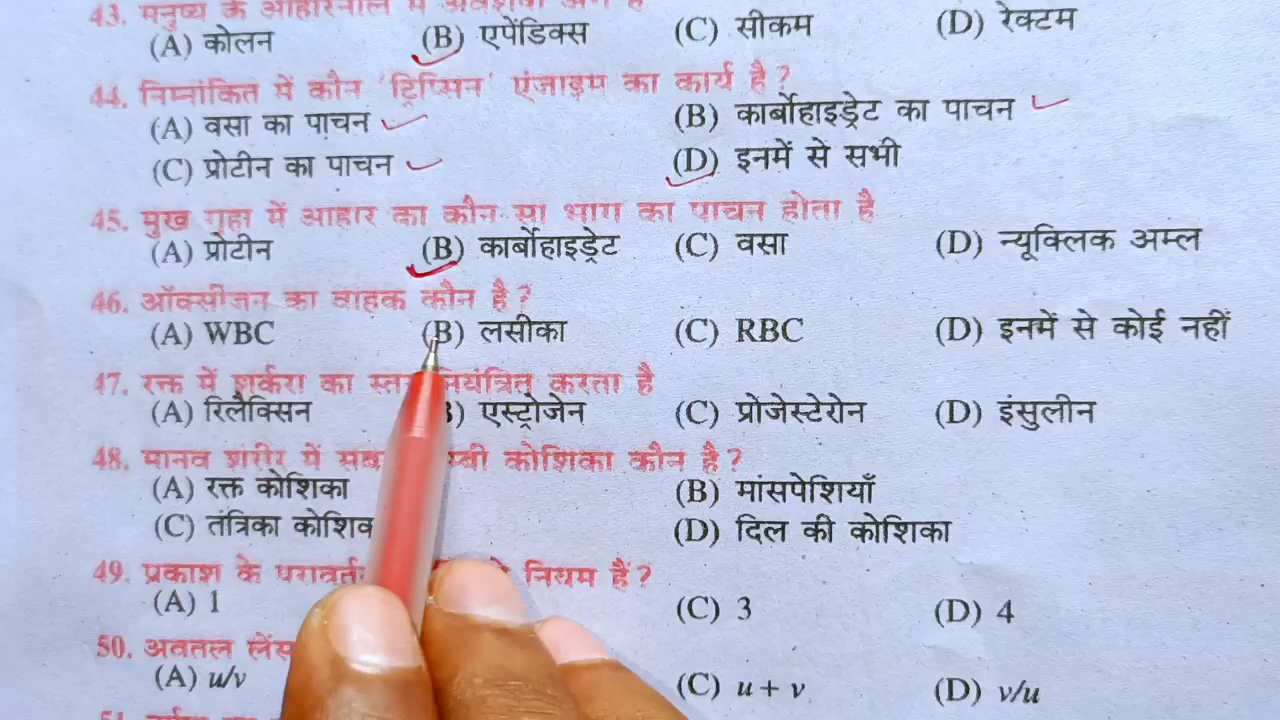 43. मनुष्य के आहारनाल में अवशेषी अंग है
(A) कोलन (B) एपेंडिक्स (C) सीकम (D) रेक्टम
44. निम्नांकित में कौन 'ट्रिप्सिन' एंजाइम का कार्य है?
(A) वसा का पाचन (B) कार्बोहाइड्रेट का पाचन
(C) प्रोटीन का पाचन (D) इनमें से सभी
45. मुख गुहा में आहार का कौन-सा भाग का पाचन होता है
(A) प्रोटीन (B) कार्बोहाइड्रेट (C) वसा (D) न्यूक्लिक अम्ल
46. ऑक्सीजन का वाहक कौन है?
(A) WBC (B) लसीका (C) RBC (D) इनमें से कोई नहीं
47. रक्त में शर्करा का नियंत्रित करता है
(A) रिलैक्सिन (B) एस्ट्रोजेन (C) प्रोजेस्टेरोन (D) इंसुलीन
48. मानव शरीर में कोशिका कौन है?
(A) रक्त कोशिका (B) मांसपेशियाँ
(C) तंत्रिका (D) दिल की कोशिका
49. प्रकाश के नियम हैं?
(A) 1 (C) 3 (D) 4
50. अवतल लेंस
(A) u/v (C) u + v (D) v/u
51.